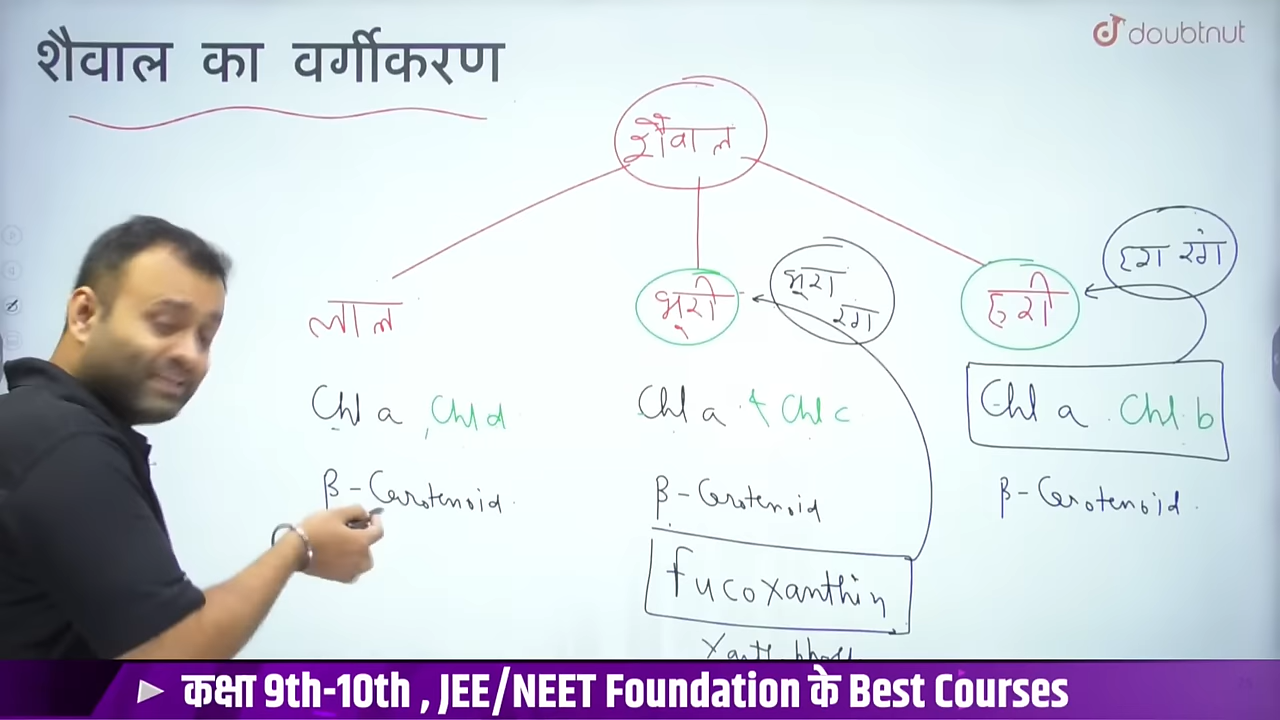 शैवाल का वर्गीकरण
doubtnut
शैवाल
हरा रंग
भूरा
रंग
लाल
भूरी
हरी
Chl a, Chl d
Chl a & Chl c
Chl a Chl b
β-Carotenoid
β-Carotenoid
β-Carotenoid
fucoxanthin
कक्षा 9th-10th , JEE/NEET Foundation के Best Courses